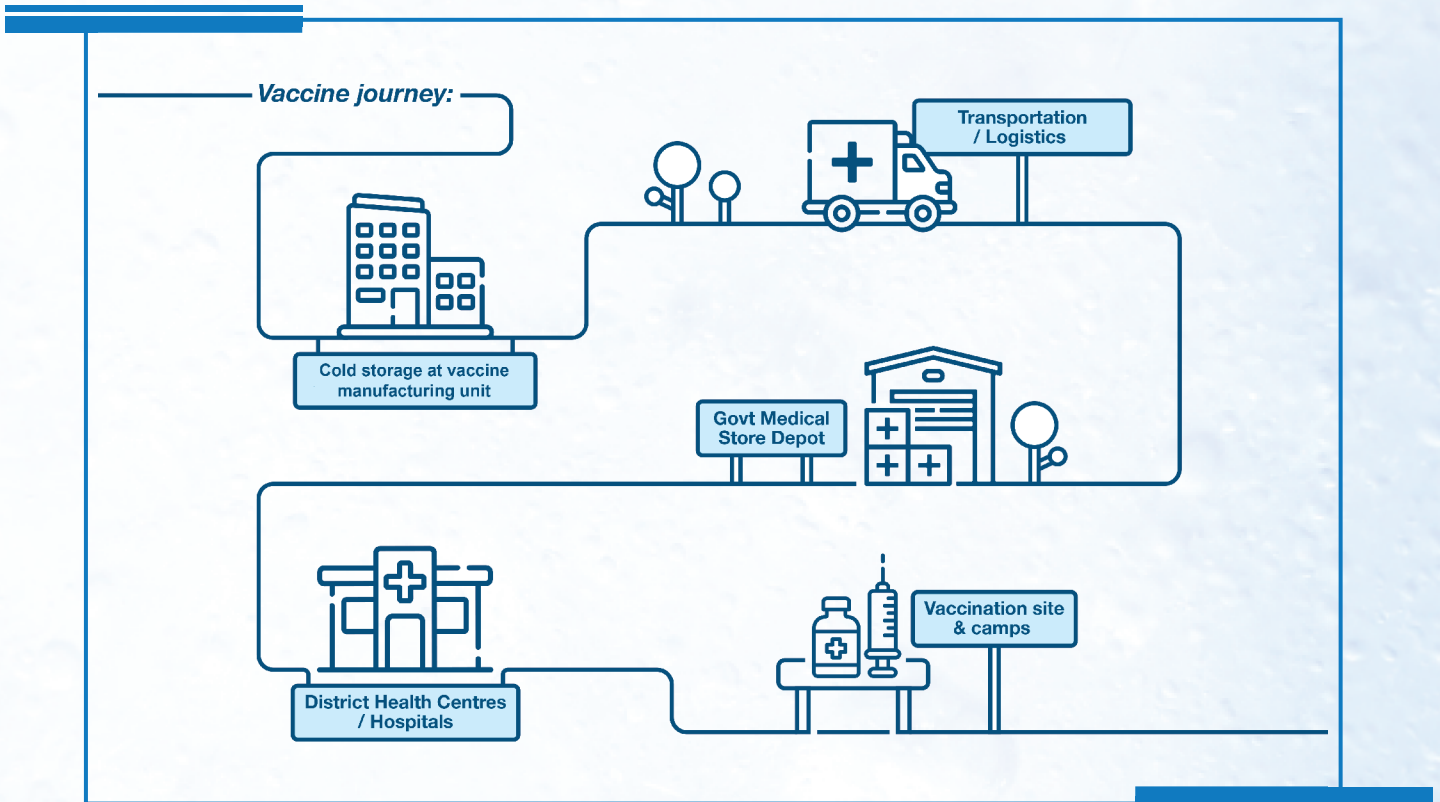 Vaccine journey:
Transportation
/ Logistics
Cold storage at vaccine
manufacturing unit
Govt Medical
Store Depot
District Health Centres
/ Hospitals
Vaccination site
& camps